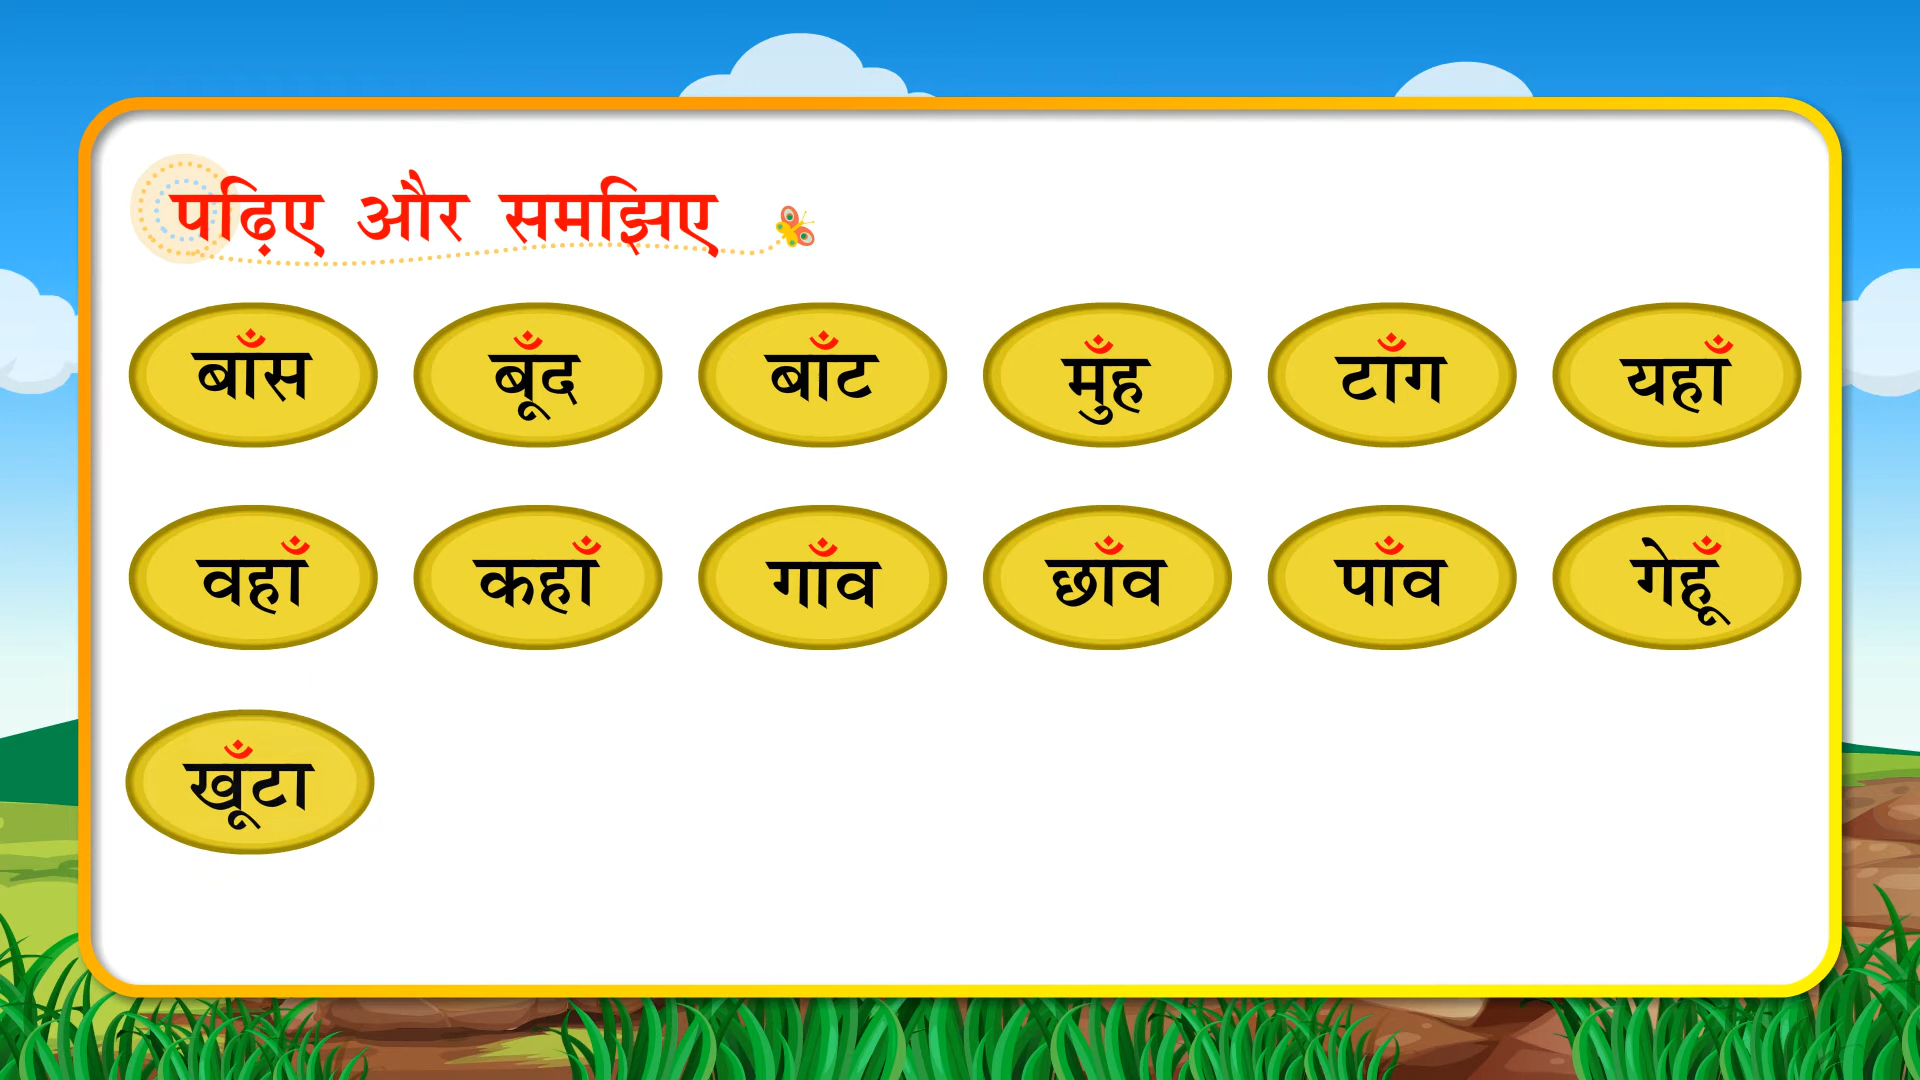 पढ़िए और समझिए
बाँस बूँद बाँट मुँह टाँग यहाँ
वहाँ कहाँ गाँव छाँव पाँव गेहूँ
खूँटा